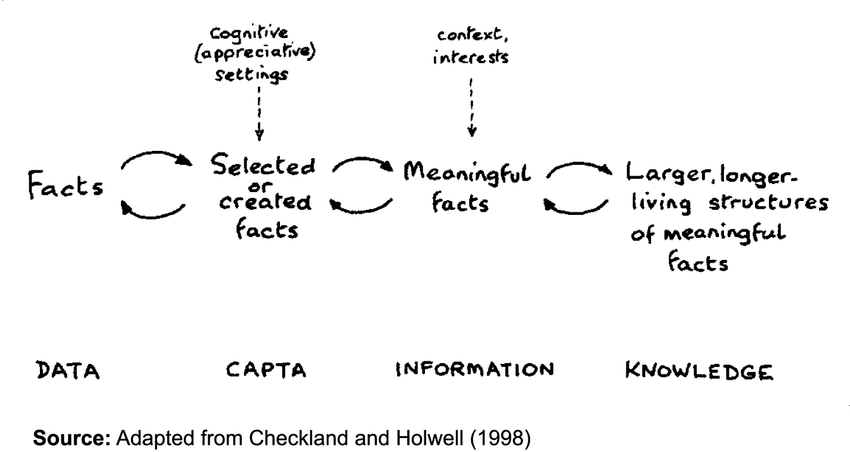 Cognitive
(appreciative)
settings
context,
interests
Facts
Selected
or
created
facts
Meaningful
facts
Larger, longer-
living structures
of meaningful
facts
DATA
CAPTA
INFORMATION
KNOWLEDGE
Source: Adapted from Checkland and Holwell (1998)